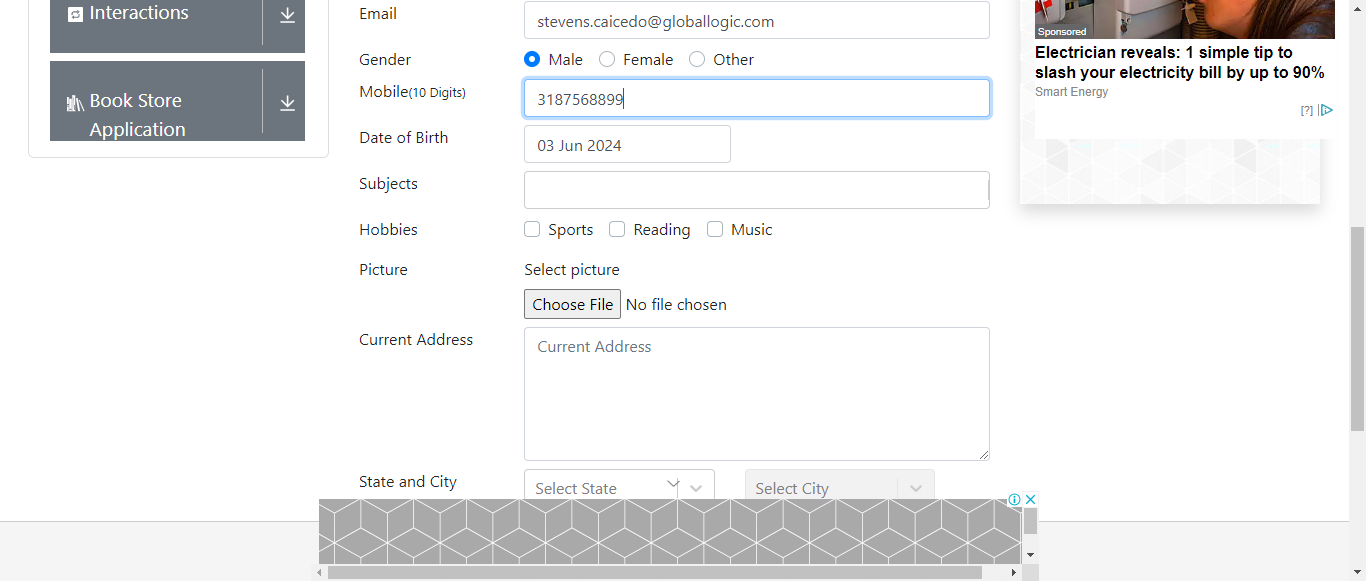 Interactions
Book Store
Application
Email
stevens.caicedo@globallogic.com
Gender
Male Female Other
Mobile(10 Digits)
3187568899
Date of Birth
03 Jun 2024
Subjects
Hobbies
Sports Reading Music
Picture
Select picture
Choose File No file chosen
Current Address
Current Address
State and City
Select State
Select City
Sponsored
Electrician reveals: 1 simple tip to
slash your electricity bill by up to 90%
Smart Energy
[?]